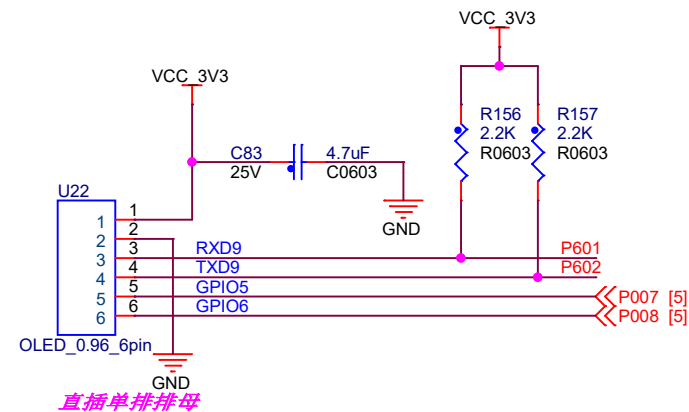 VCC_3V3
VCC_3V3
R156
2.2K
R0603
R157
2.2K
R0603
C83
25V
4.7uF
C0603
GND
U22
1
1
2
2
3
3
RXD9
P601
4
4
TXD9
P602
5
5
GPIO5
P007 [5]
6
6
GPIO6
P008 [5]
OLED_0.96_6pin
GND
直插单排排母